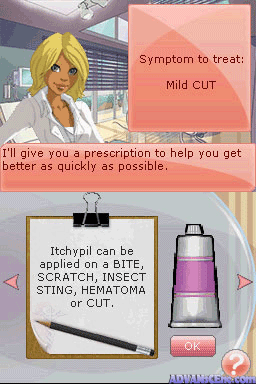 Symptom to treat:
Mild CUT
I'll give you a prescription to help you get
better as quickly as possible.
Itchypil can be
applied on a BITE,
SCRATCH, INSECT
STING, HEMATOMA
or CUT.
OK
?
ADVANSCENE.com